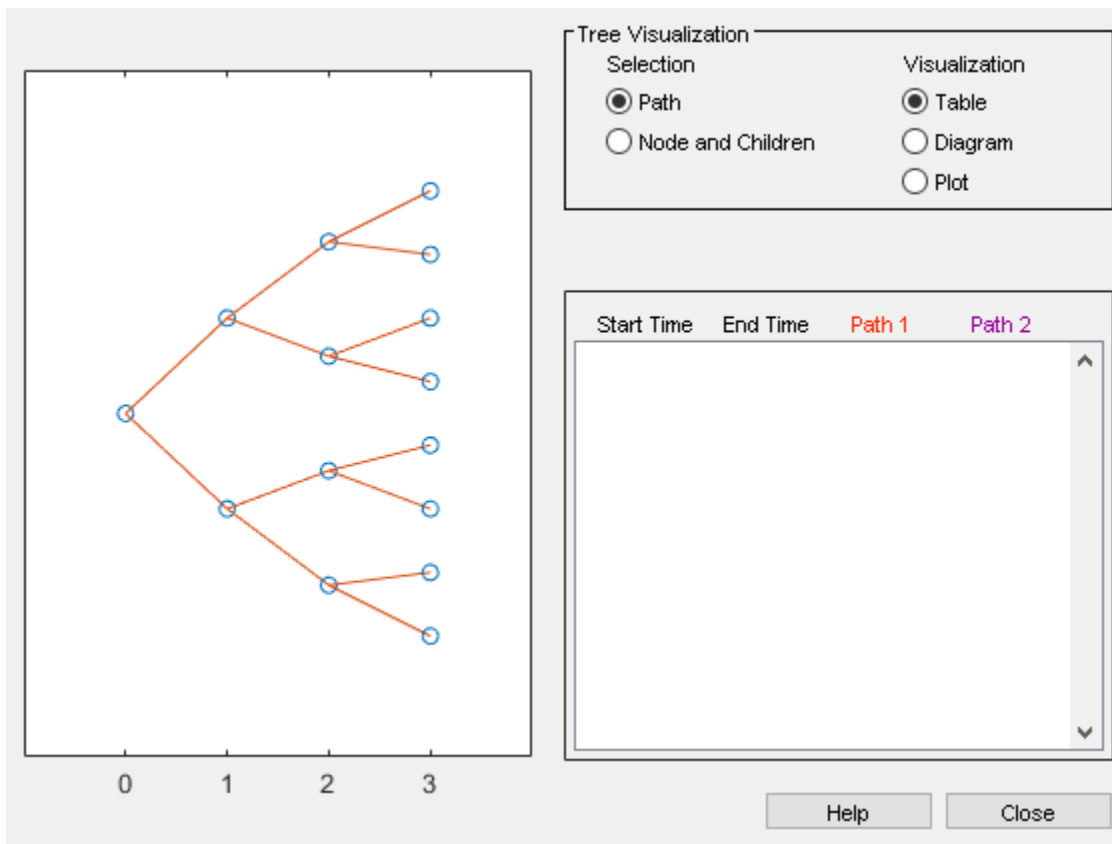 Tree Visualization
Selection
Visualization
Path
Table
Node and Children
Diagram
Plot
Start Time End Time Path 1 Path 2
0 1 2 3
Help
Close